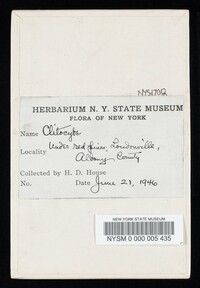 NYS1702
HERBARIUM N. Y. STATE MUSEUM
FLORA OF NEW YORK
Name Clitocybe
Locality Under red pines, Loudonville,
Albany County
Collected by H. D. House
No. Date June 21, 1946
NEW YORK STATE MUSEUM
NYSM 0 000 005 435